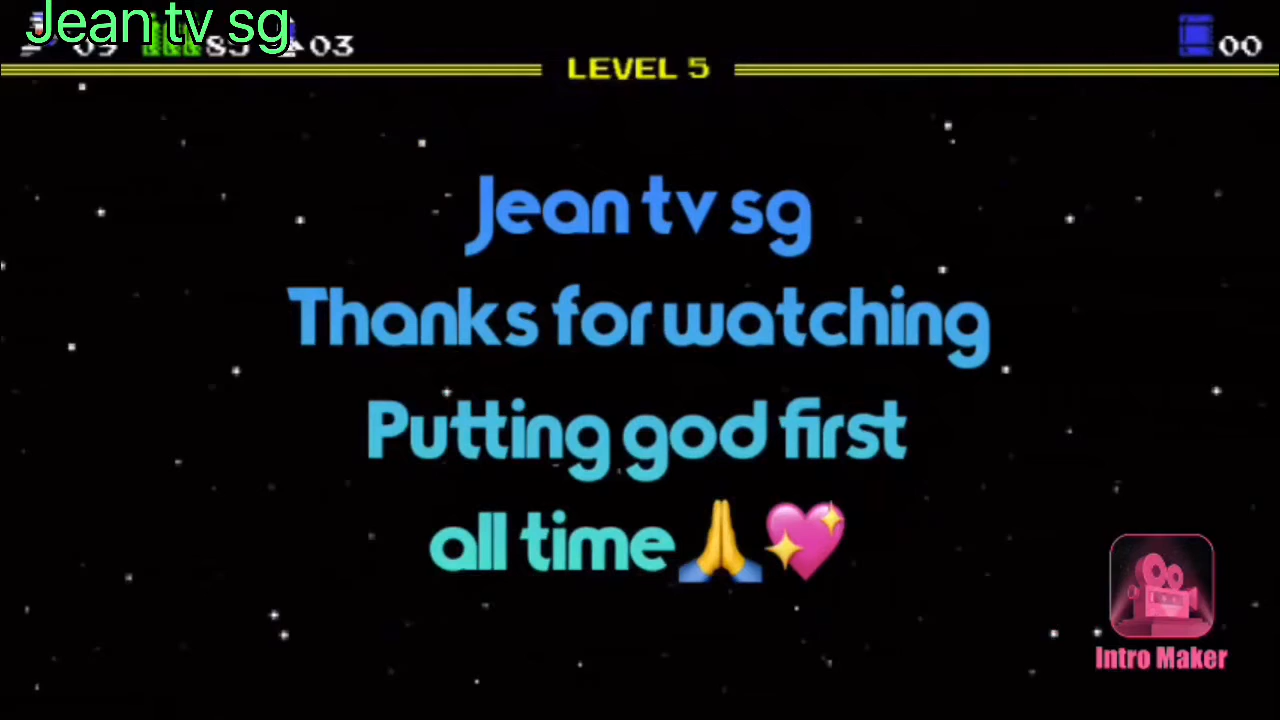 Jean tv sg
03
00
LEVEL 5
Jean tv sg
Thanks for watching
Putting god first
all time🙏💖
Intro Maker